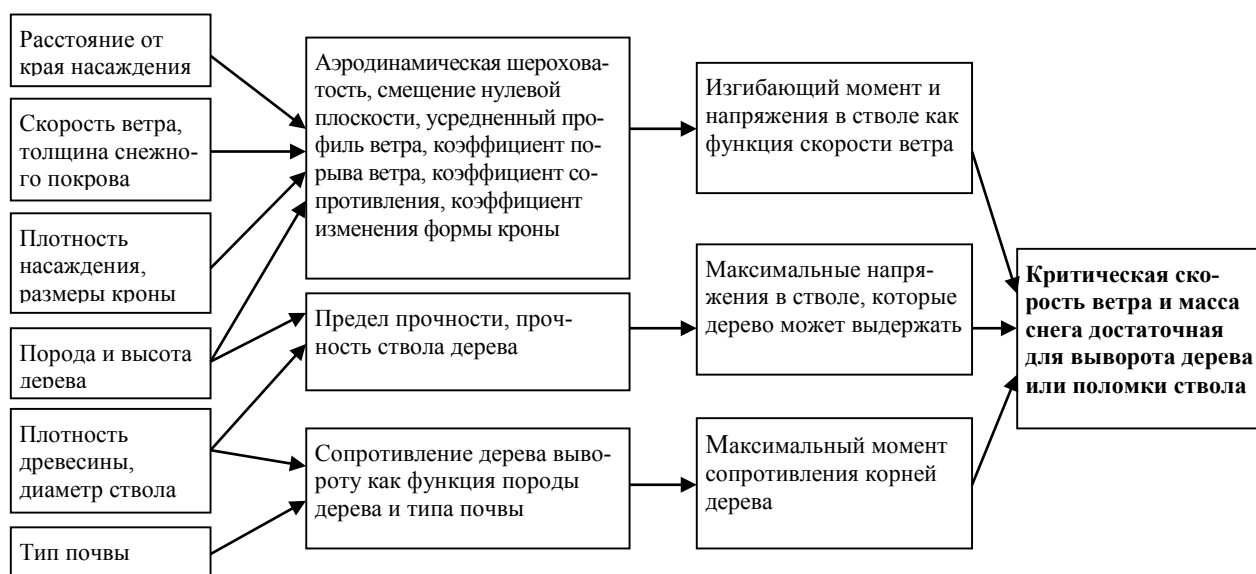 Расстояние от
края насаждения
Скорость ветра,
толщина снежно-
го покрова
Плотность
насаждения,
размеры кроны
Порода и высота
дерева
Плотность
древесины,
диаметр ствола
Тип почвы
Аэродинамическая шерохова-
тость, смещение нулевой
плоскости, усредненный про-
филь ветра, коэффициент по-
рыва ветра, коэффициент со-
противления, коэффициент
изменения формы кроны
Предел прочности, проч-
ность ствола дерева
Сопротивление дерева выво-
роту как функция породы
дерева и типа почвы
Изгибающий момент и
напряжения в стволе как
функция скорости ветра
Максимальные напря-
жения в стволе, которые
дерево может выдержать
Максимальный момент
сопротивления корней
дерева
Критическая ско-
рость ветра и масса
снега достаточная
для выворота дерева
или поломки ствола